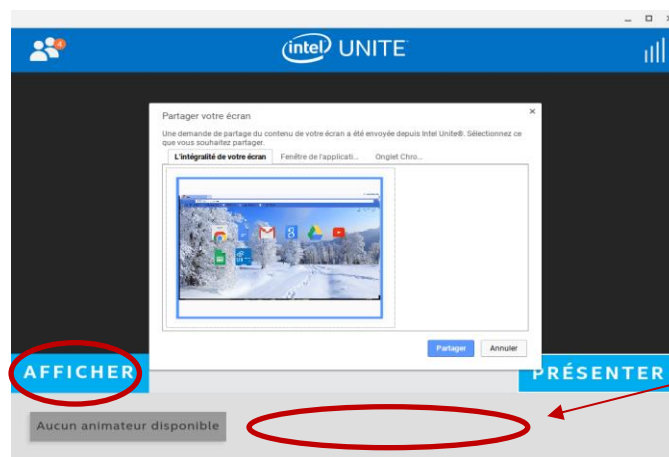 4
intel UNITE
Partager votre écran
Une demande de partage du contenu de votre écran a été envoyée depuis Intel Unite®. Sélectionnez ce
que vous souhaitez partager.
L'intégralité de votre écran Fenêtre de l'applicati... Onglet Chro...
Partager Annuler
AFFICHER PRÉSENTER
Aucun animateur disponible